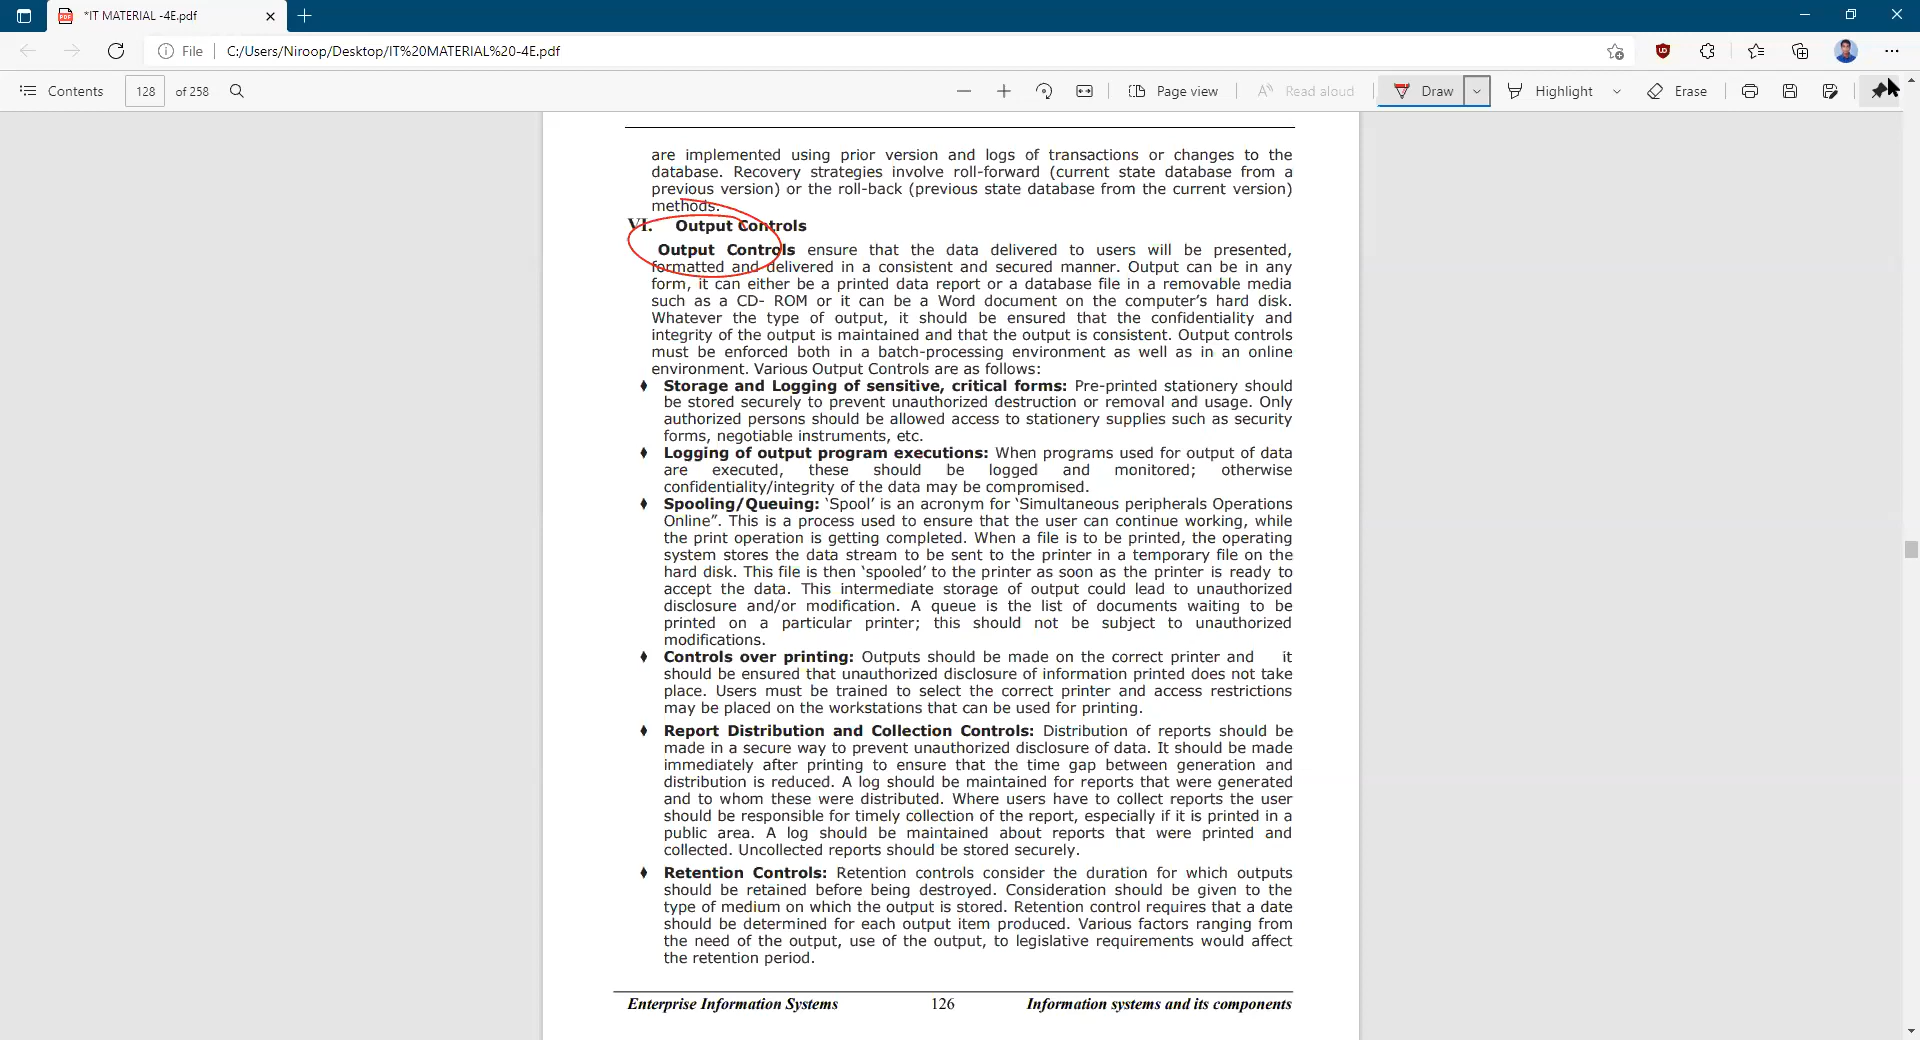 *IT MATERIAL -4E.pdf
File
C:/Users/Niroop/Desktop/IT%20MATERIAL%20-4E.pdf
Contents
128
of 258
Page view
Read aloud
Draw
Highlight
Erase
are implemented using prior version and logs of transactions or changes to the
database. Recovery strategies involve roll-forward (current state database from a
previous version) or the roll-back (previous state database from the current version)
methods.
VI. Output Controls
Output Controls ensure that the data delivered to users will be presented,
formatted and delivered in a consistent and secured manner. Output can be in any
form, it can either be a printed data report or a database file in a removable media
such as a CD- ROM or it can be a Word document on the computer’s hard disk.
Whatever the type of output, it should be ensured that the confidentiality and
integrity of the output is maintained and that the output is consistent. Output controls
must be enforced both in a batch-processing environment as well as in an online
environment. Various Output Controls are as follows:
♦ Storage and Logging of sensitive, critical forms: Pre-printed stationery should
be stored securely to prevent unauthorized destruction or removal and usage. Only
authorized persons should be allowed access to stationery supplies such as security
forms, negotiable instruments, etc.
♦ Logging of output program executions: When programs used for output of data
are executed, these should be logged and monitored; otherwise
confidentiality/integrity of the data may be compromised.
♦ Spooling/Queuing: ‘Spool’ is an acronym for ‘Simultaneous peripherals Operations
Online”. This is a process used to ensure that the user can continue working, while
the print operation is getting completed. When a file is to be printed, the operating
system stores the data stream to be sent to the printer in a temporary file on the
hard disk. This file is then ‘spooled’ to the printer as soon as the printer is ready to
accept the data. This intermediate storage of output could lead to unauthorized
disclosure and/or modification. A queue is the list of documents waiting to be
printed on a particular printer; this should not be subject to unauthorized
modifications.
♦ Controls over printing: Outputs should be made on the correct printer and it
should be ensured that unauthorized disclosure of information printed does not take
place. Users must be trained to select the correct printer and access restrictions
may be placed on the workstations that can be used for printing.
♦ Report Distribution and Collection Controls: Distribution of reports should be
made in a secure way to prevent unauthorized disclosure of data. It should be made
immediately after printing to ensure that the time gap between generation and
distribution is reduced. A log should be maintained for reports that were generated
and to whom these were distributed. Where users have to collect reports the user
should be responsible for timely collection of the report, especially if it is printed in a
public area. A log should be maintained about reports that were printed and
collected. Uncollected reports should be stored securely.
♦ Retention Controls: Retention controls consider the duration for which outputs
should be retained before being destroyed. Consideration should be given to the
type of medium on which the output is stored. Retention control requires that a date
should be determined for each output item produced. Various factors ranging from
the need of the output, use of the output, to legislative requirements would affect
the retention period.
Enterprise Information Systems 126 Information systems and its components